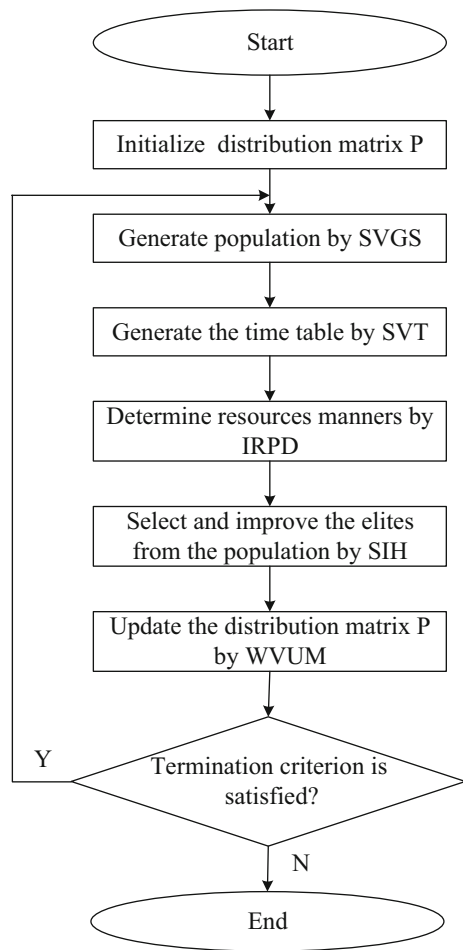 Start
Initialize distribution matrix P
Generate population by SVGS
Generate the time table by SVT
Determine resources manners by
IRPD
Select and improve the elites
from the population by SIH
Update the distribution matrix P
by WVUM
Y
Termination criterion is
satisfied?
N
End